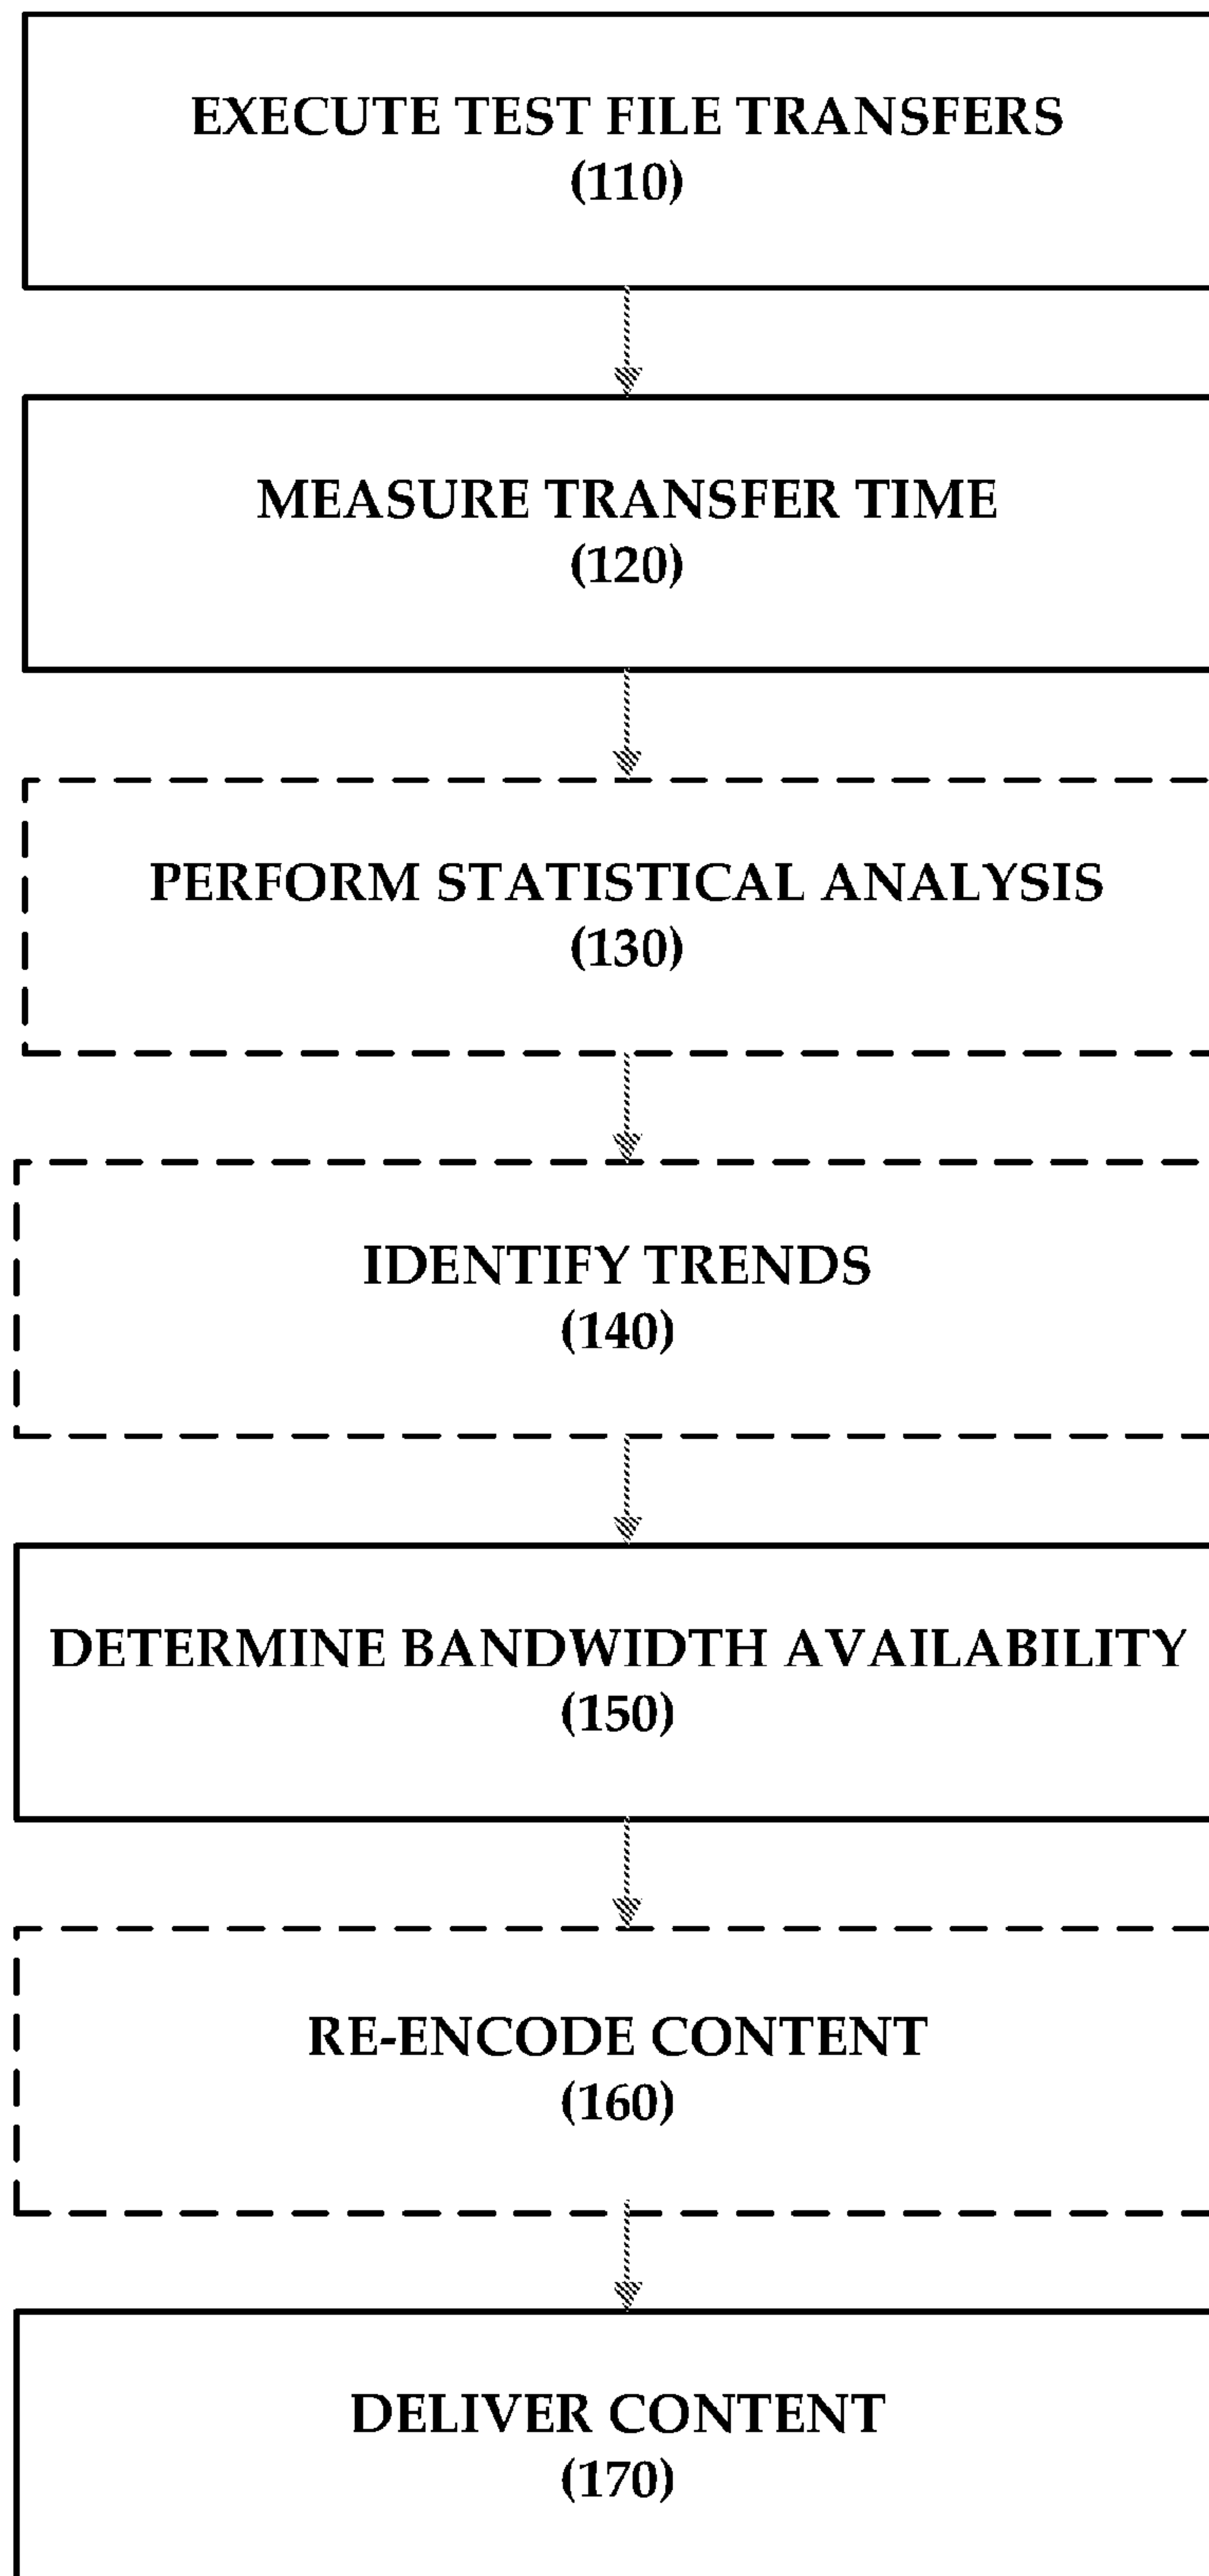 EXECUTE TEST FILE TRANSFERS
(110)
MEASURE TRANSFER TIME
(120)
PERFORM STATISTICAL ANALYSIS
(130)
IDENTIFY TRENDS
(140)
DETERMINE BANDWIDTH AVAILABILITY
(150)
RE-ENCODE CONTENT
(160)
DELIVER CONTENT
(170)